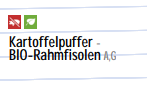 Kartoffelpuffer -
BIO-Rahmfisolen A,G